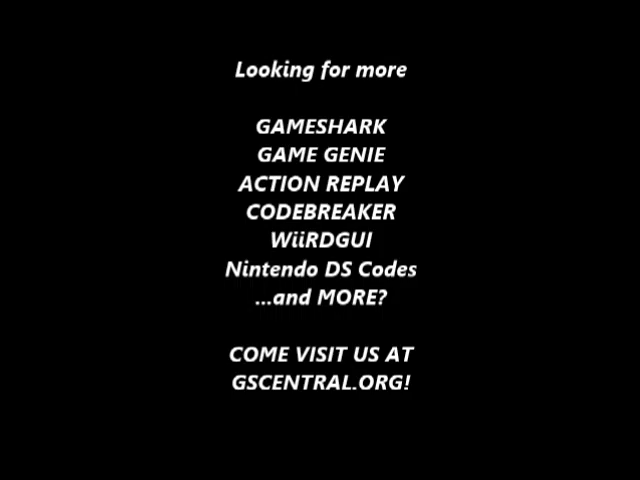 Looking for more
GAMESHARK
GAME GENIE
ACTION REPLAY
CODEBREAKER
WiiRDGUI
Nintendo DS Codes
...and MORE?
COME VISIT US AT
GSCENTRAL.ORG!